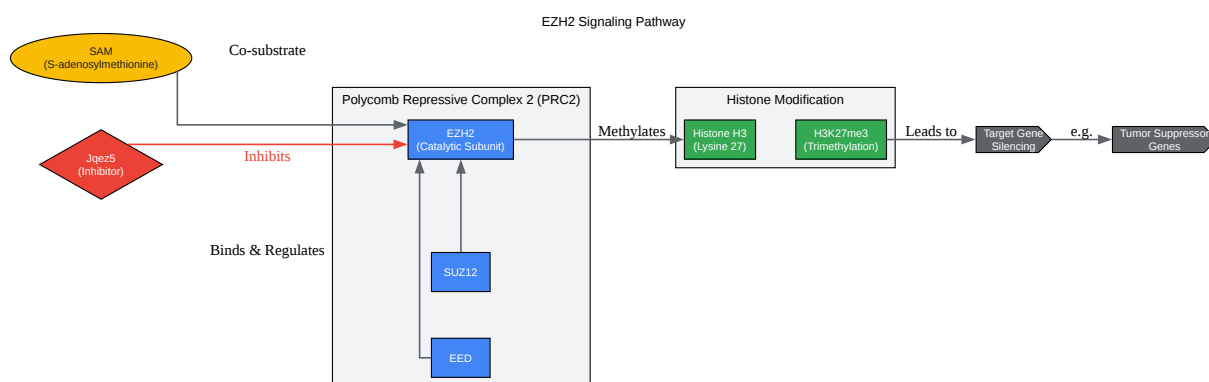 EZH2 Signaling Pathway
SAM
(S-adenosylmethionine)
Co-substrate
Polycomb Repressive Complex 2 (PRC2)
Histone Modification
EZH2
(Catalytic Subunit)
Methylates
Histone H3
(Lysine 27)
H3K27me3
(Trimethylation)
Leads to
Target Gene
Silencing
e.g.
Tumor Suppressor
Genes
Jqez5
(Inhibitor)
Inhibits
Binds & Regulates
SUZ12
EED